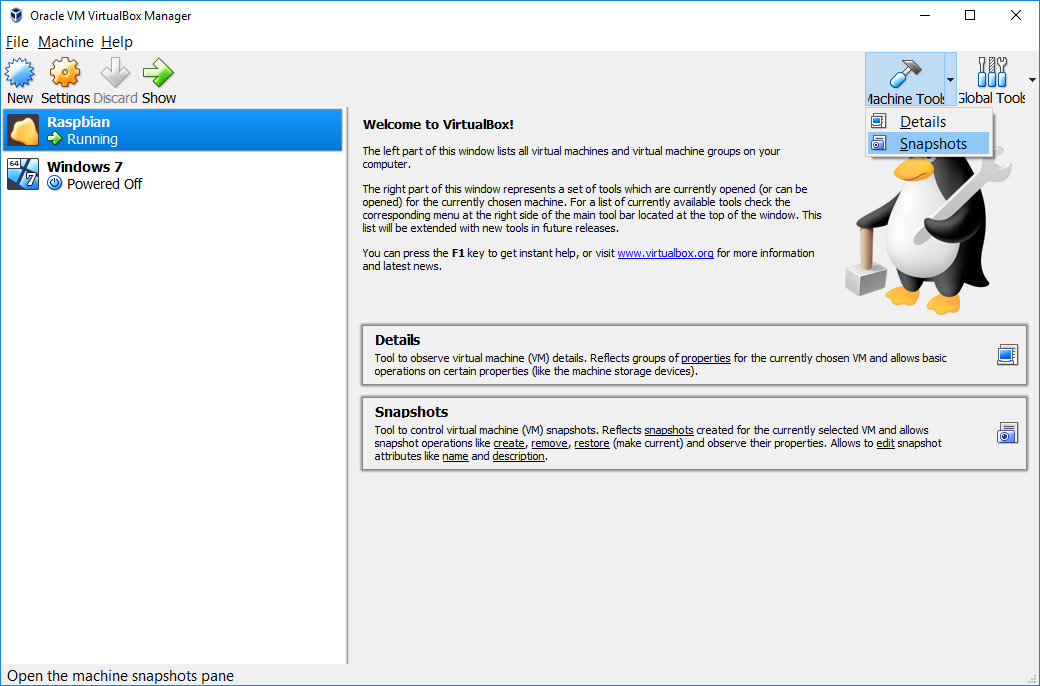 Oracle VM VirtualBox Manager
File Machine Help
New Settings Discard Show
Machine Tools Global Tools
Details
Snapshots
Raspbian
Running
64
7
Windows 7
Powered Off
Welcome to VirtualBox!
The left part of this window lists all virtual machines and virtual machine groups on your
computer.
The right part of this window represents a set of tools which are currently opened (or can be
opened) for the currently chosen machine. For a list of currently available tools check the
corresponding menu at the right side of the main tool bar located at the top of the window. This
list will be extended with new tools in future releases.
You can press the F1 key to get instant help, or visit www.virtualbox.org for more information
and latest news.
Details
Tool to observe virtual machine (VM) details. Reflects groups of properties for the currently chosen VM and allows basic
operations on certain properties (like the machine storage devices).
Snapshots
Tool to control virtual machine (VM) snapshots. Reflects snapshots created for the currently selected VM and allows
snapshot operations like create, remove, restore (make current) and observe their properties. Allows to edit snapshot
attributes like name and description.
Open the machine snapshots pane